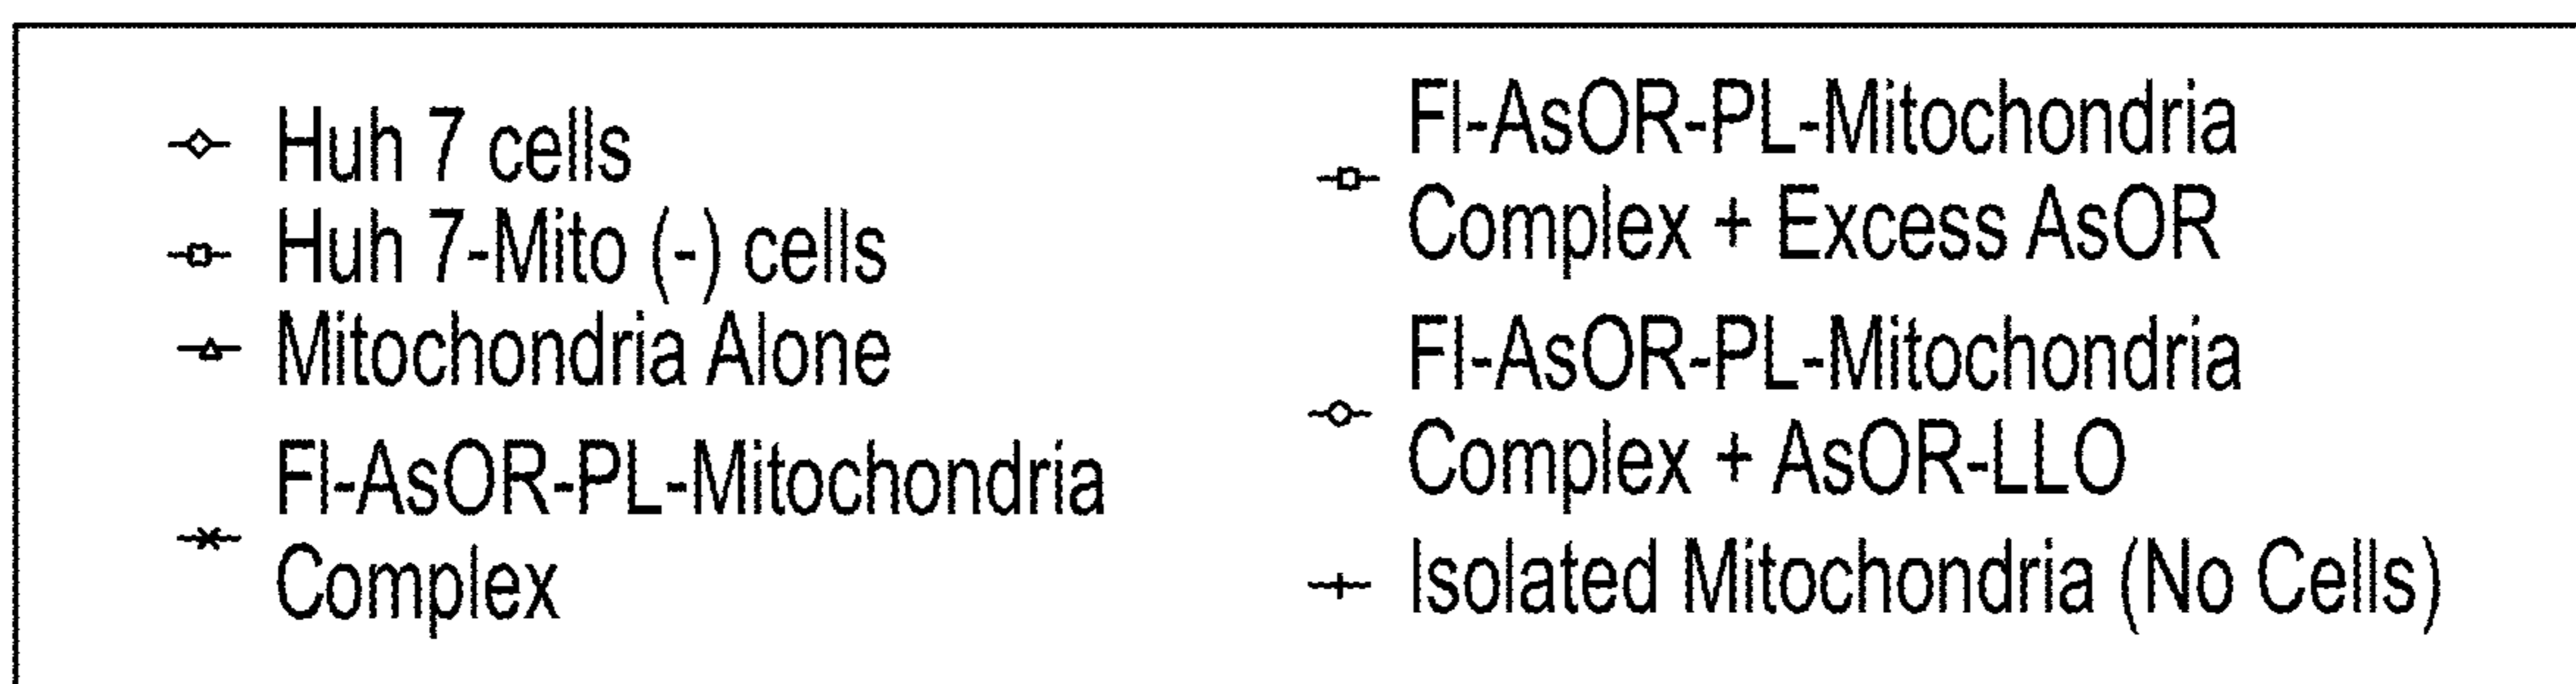 Huh 7 cells
Huh 7-Mito (-) cells
Mitochondria Alone
Fl-AsOR-PL-Mitochondria
Complex
Fl-AsOR-PL-Mitochondria
Complex + Excess AsOR
Fl-AsOR-PL-Mitochondria
Complex + AsOR-LLO
Isolated Mitochondria (No Cells)